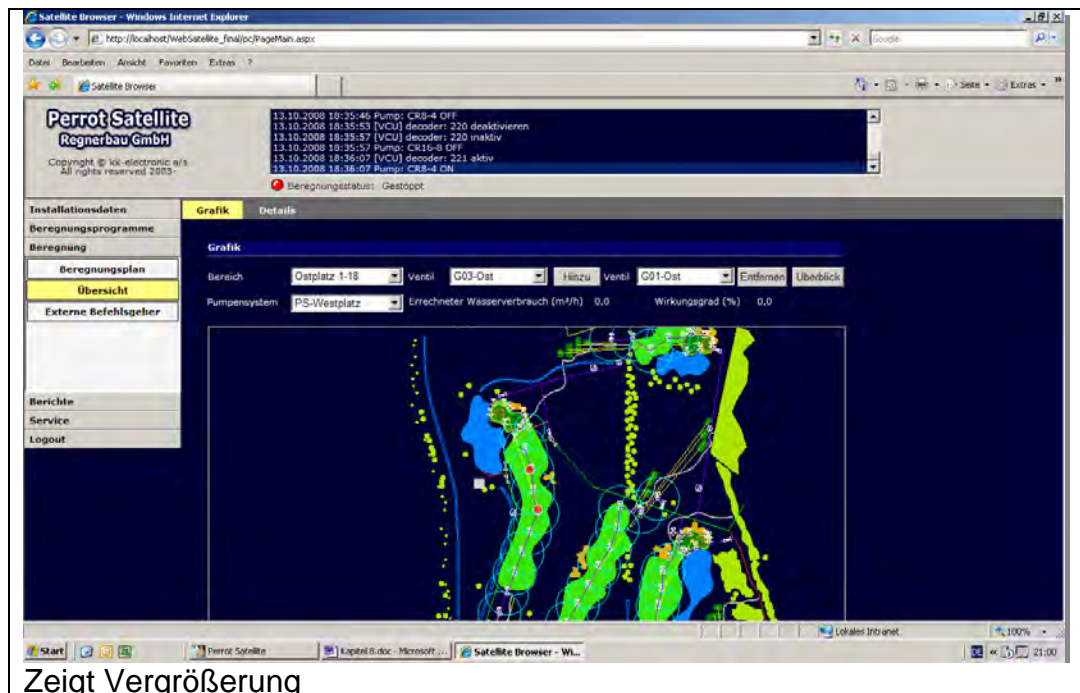 Satellite Browser - Windows Internet Explorer
http://localhost/WebSatellite_final/pc/PageMain.aspx
Google
Datei Bearbeiten Ansicht Favoriten Extras ?
Satellite Browser
Seite Extras
Perrot Satellite
Regnerbau GmbH
Copyright © kk-electronic a/s
All rights reserved 2003-
13.10.2008 18:35:46 Pump: CR8-4 OFF
13.10.2008 18:35:53 [VCU] decoder: 220 deaktivieren
13.10.2008 18:35:57 [VCU] decoder: 220 inaktiv
13.10.2008 18:35:57 Pump: CR16-8 OFF
13.10.2008 18:36:07 [VCU] decoder: 221 aktiv
13.10.2008 18:36:07 Pump: CR8-4 ON
Beregnungsstatus: Gestoppt
Installationsdaten
Beregnungsprogramme
Beregnung
Beregnungsplan
Übersicht
Externe Befehlsgeber
Berichte
Service
Logout
Grafik Details
Grafik
Bereich Ostplatz 1-18 Ventil G03-Ost Hinzu Ventil G01-Ost Entfernen Überblick
Pumpensystem PS-Westplatz Errechneter Wasserverbrauch (m³/h) 0,0 Wirkungsgrad (%) 0,0
Lokales Intranet 100%
Start Perrot Satellite Kapitel 8.doc - Microsoft ... Satellite Browser - Wi... DE 21:00
Zeigt Vergrößerung